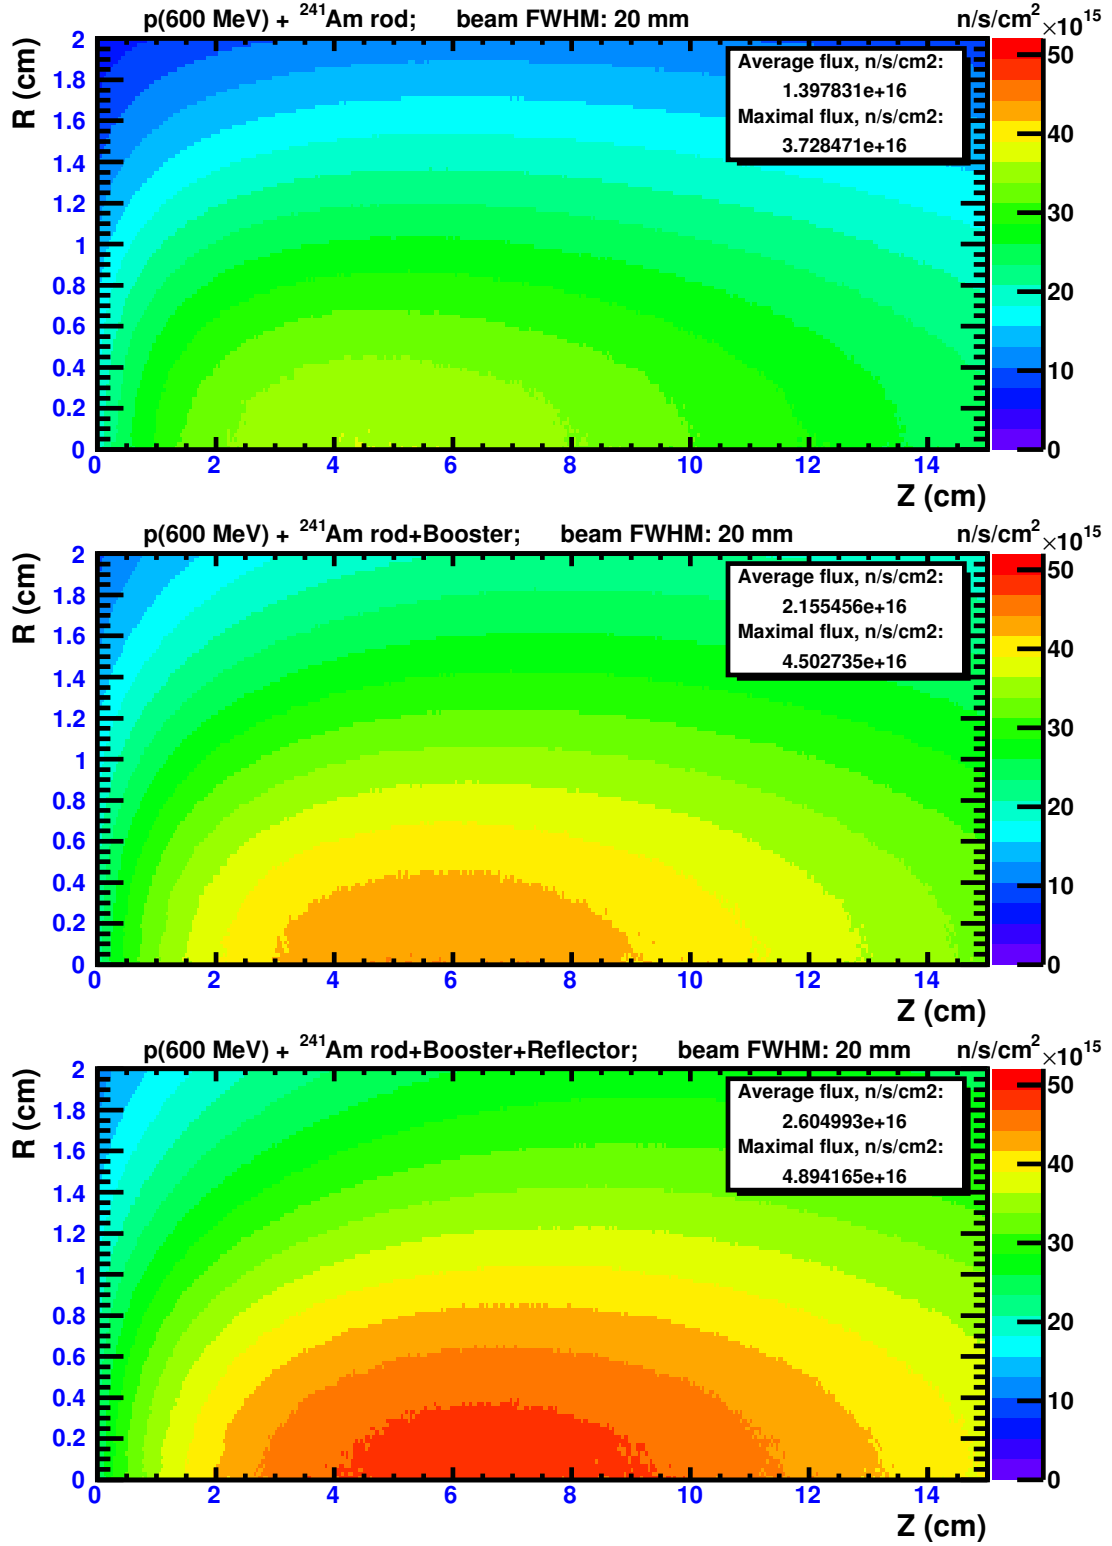 p(600 MeV) + ²⁴¹Am rod; beam FWHM: 20 mm n/s/cm² ×10¹⁵
R (cm)
2
1.8
1.6
1.4
1.2
1
0.8
0.6
0.4
0.2
0
Average flux, n/s/cm2:
1.397831e+16
Maximal flux, n/s/cm2:
3.728471e+16
50
40
30
20
10
0
0 2 4 6 8 10 12 14
Z (cm)
p(600 MeV) + ²⁴¹Am rod+Booster; beam FWHM: 20 mm n/s/cm² ×10¹⁵
R (cm)
2
1.8
1.6
1.4
1.2
1
0.8
0.6
0.4
0.2
0
Average flux, n/s/cm2:
2.155456e+16
Maximal flux, n/s/cm2:
4.502735e+16
50
40
30
20
10
0
0 2 4 6 8 10 12 14
Z (cm)
p(600 MeV) + ²⁴¹Am rod+Booster+Reflector; beam FWHM: 20 mm n/s/cm² ×10¹⁵
R (cm)
2
1.8
1.6
1.4
1.2
1
0.8
0.6
0.4
0.2
0
Average flux, n/s/cm2:
2.604993e+16
Maximal flux, n/s/cm2:
4.894165e+16
50
40
30
20
10
0
0 2 4 6 8 10 12 14
Z (cm)